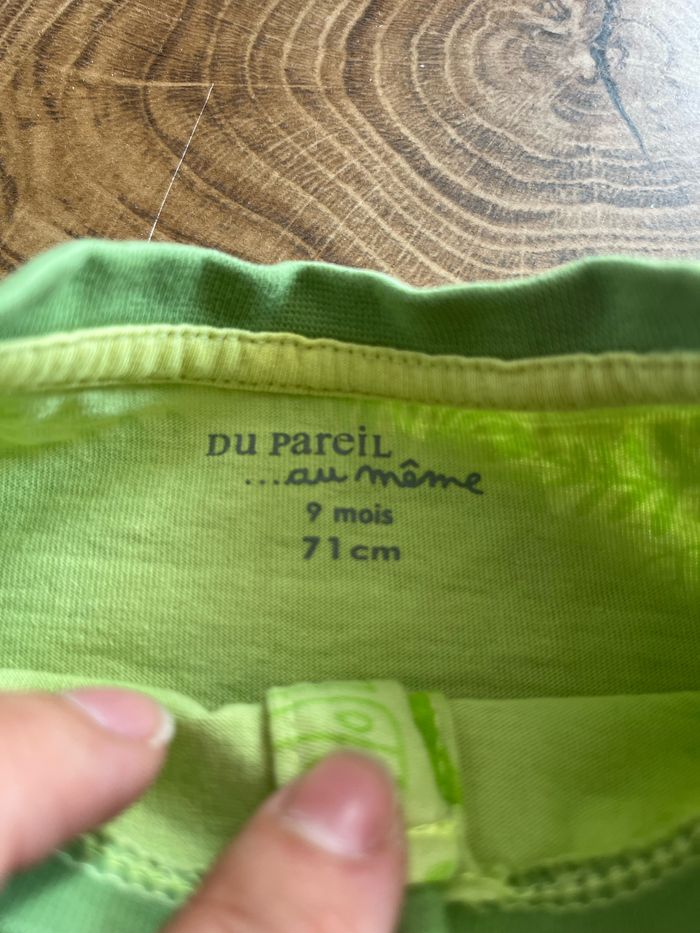 Du PareiL
...au même
9 mois
71cm